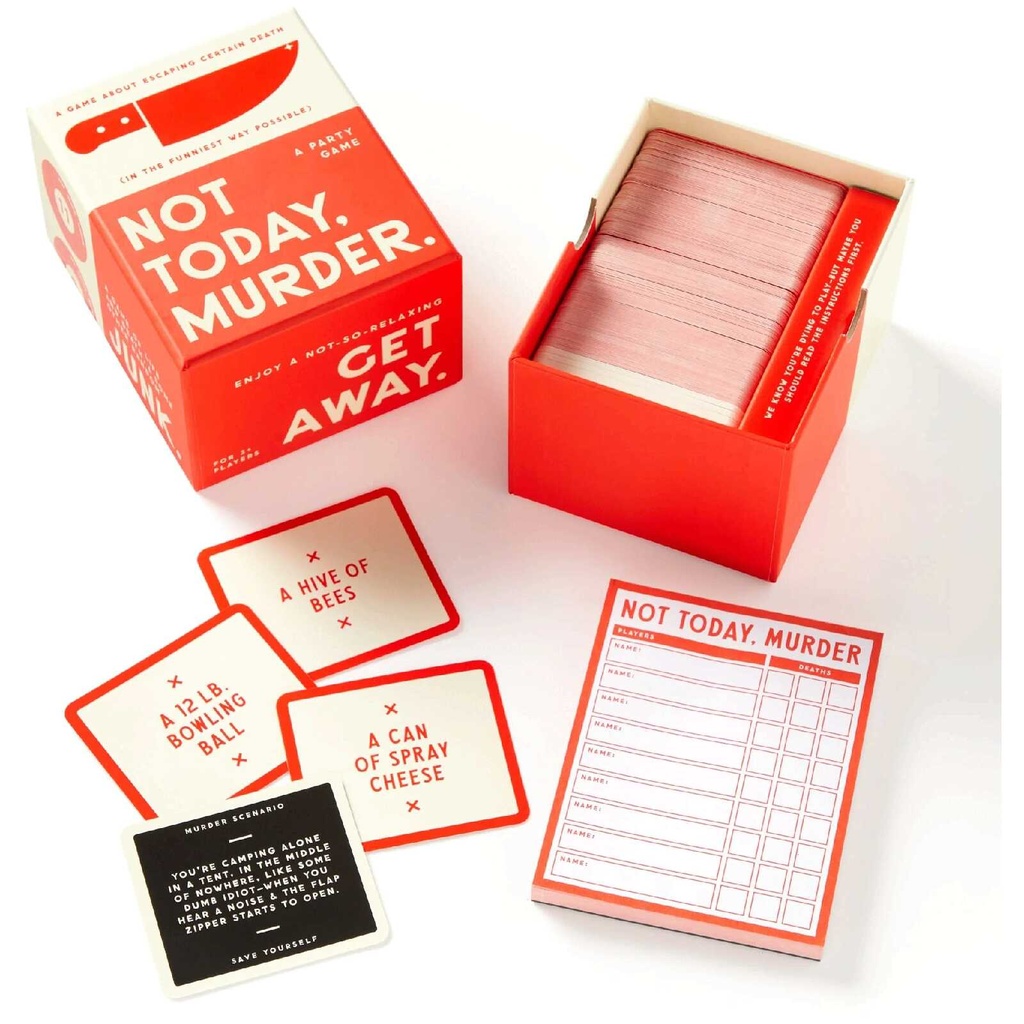 A GAME ABOUT ESCAPING CERTAIN DEATH
(IN THE FUNNIEST WAY POSSIBLE)
A PARTY
GAME
NOT
TODAY,
MURDER.
ENJOY A NOT-SO-RELAXING
GET
AWAY.
FOR 3+
PLAYERS
JUNK.
WE KNOW YOU'RE DYING TO PLAY—BUT MAYBE YOU
SHOULD READ THE INSTRUCTIONS FIRST.
A HIVE OF
BEES
A 12 LB.
BOWLING
BALL
A CAN
OF SPRAY
CHEESE
MURDER SCENARIO
YOU'RE CAMPING ALONE
IN A TENT, IN THE MIDDLE
OF NOWHERE, LIKE SOME
DUMB IDIOT—WHEN YOU
HEAR A NOISE & THE FLAP
ZIPPER STARTS TO OPEN.
SAVE YOURSELF
NOT TODAY, MURDER
PLAYERS
DEATHS
NAME:
NAME:
NAME:
NAME:
NAME:
NAME:
NAME:
NAME:
NAME: